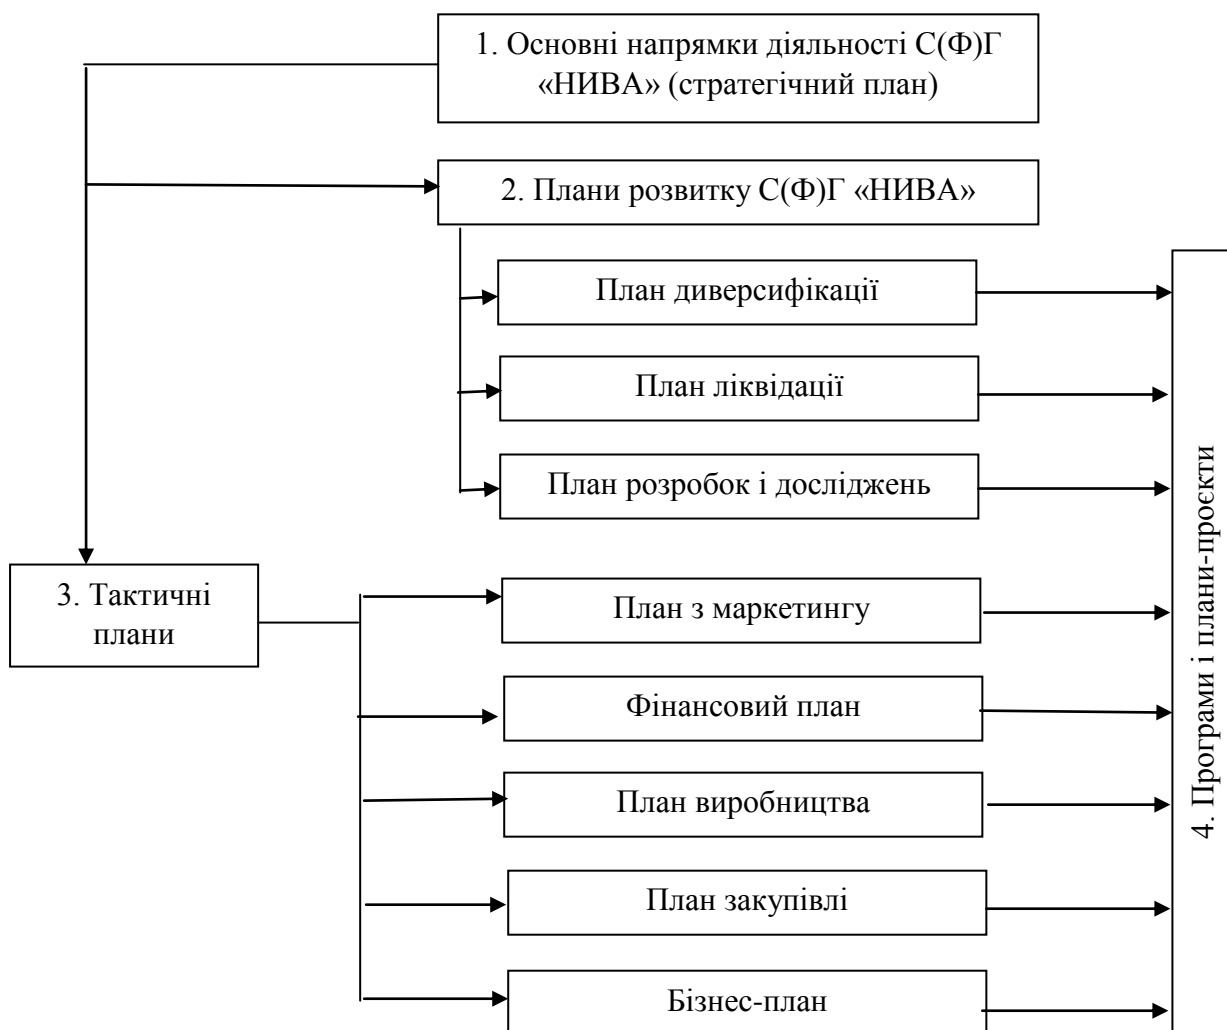 1. Основні напрямки діяльності С(Ф)Г
«НИВА» (стратегічний план)
2. Плани розвитку С(Ф)Г «НИВА»
План диверсифікації
План ліквідації
План розробок і досліджень
3. Тактичні
плани
План з маркетингу
Фінансовий план
План виробництва
План закупівлі
Бізнес-план
4. Програми і плани-проєкти